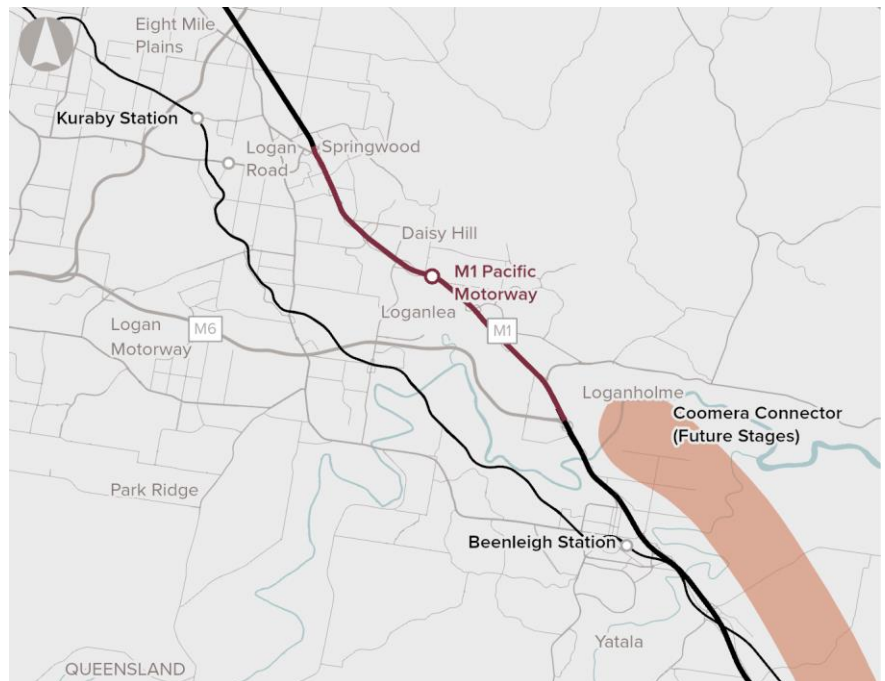 Eight Mile
Plains
Kuraby Station
Logan
Road
Springwood
Daisy Hill
M1 Pacific
Motorway
Loganlea
M1
Logan
Motorway
M6
Loganholme
Coomera Connector
(Future Stages)
Park Ridge
Beenleigh Station
Yatala
QUEENSLAND